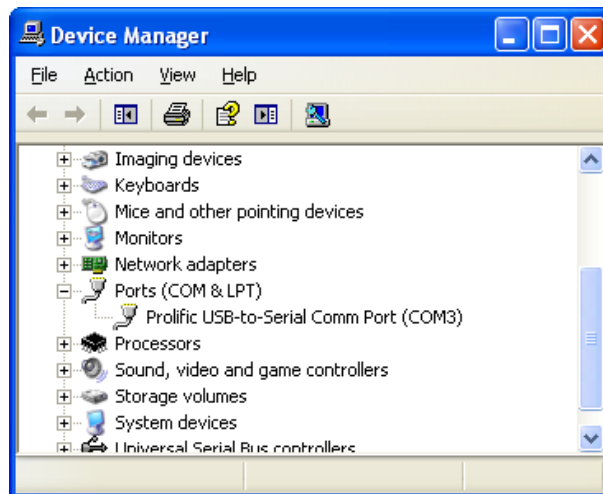 Device Manager
File Action View Help
Imaging devices
Keyboards
Mice and other pointing devices
Monitors
Network adapters
Ports (COM & LPT)
Prolific USB-to-Serial Comm Port (COM3)
Processors
Sound, video and game controllers
Storage volumes
System devices
Universal Serial Bus controllers